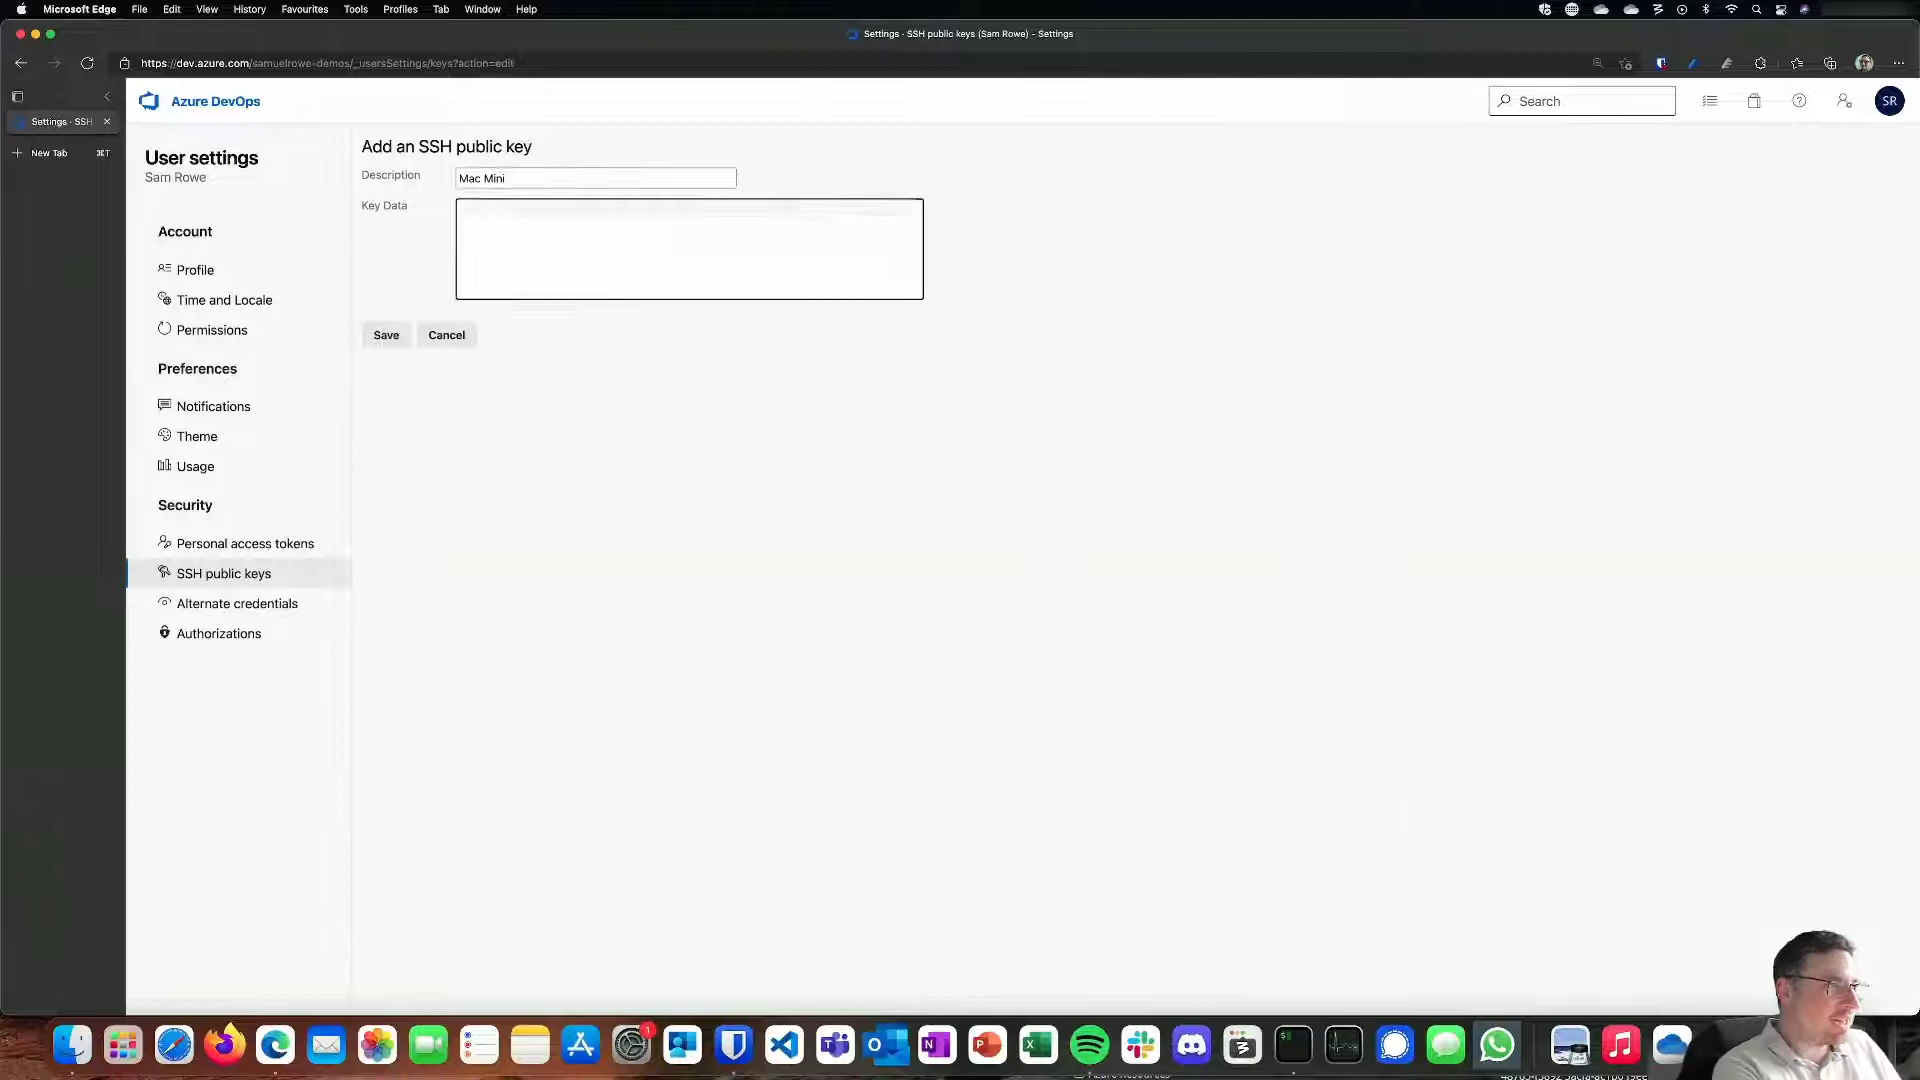 Microsoft Edge File Edit View History Favourites Tools Profiles Tab Window Help
Settings · SSH public keys (Sam Rowe) - Settings
https://dev.azure.com/samuelrowe-demos/_usersSettings/keys?action=edit
Settings · SSH
New Tab ⌘T
Azure DevOps
Search
SR
User settings
Sam Rowe
Account
Profile
Time and Locale
Permissions
Preferences
Notifications
Theme
Usage
Security
Personal access tokens
SSH public keys
Alternate credentials
Authorizations
Add an SSH public key
Description Mac Mini
Key Data
Save Cancel
1